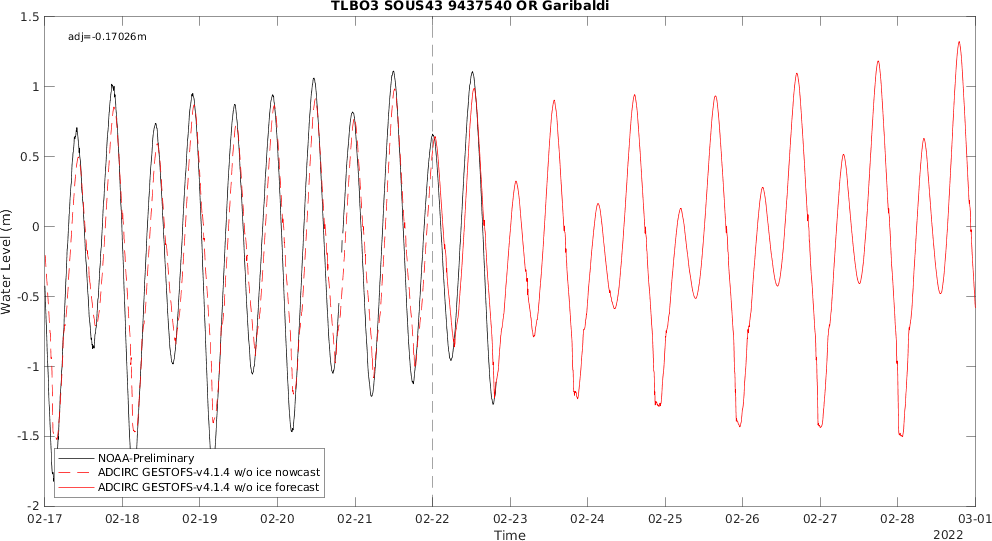 TLBO3 SOUS43 9437540 OR Garibaldi
adj=-0.17026m
1.5
1
0.5
0
-0.5
-1
-1.5
-2
Water Level (m)
NOAA-Preliminary
ADCIRC GESTOFS-v4.1.4 w/o ice nowcast
ADCIRC GESTOFS-v4.1.4 w/o ice forecast
02-17 02-18 02-19 02-20 02-21 02-22 02-23 02-24 02-25 02-26 02-27 02-28 03-01
Time
2022